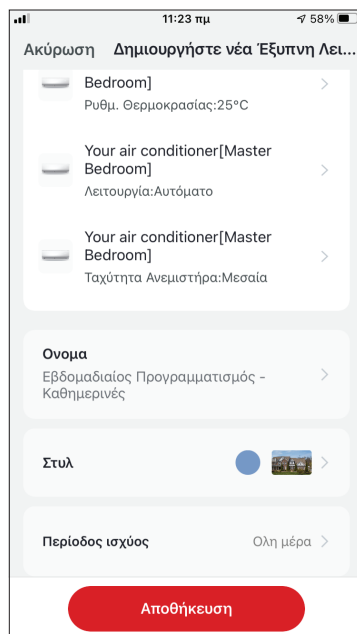 11:23 πμ
58%
Ακύρωση Δημιουργήστε νέα Έξυπνη Λει...
Bedroom]
Ρυθμ. Θερμοκρασίας:25°C
Your air conditioner[Master
Bedroom]
Λειτουργία:Αυτόματο
Your air conditioner[Master
Bedroom]
Ταχύτητα Ανεμιστήρα:Μεσαία
Ονομα
Εβδομαδιαίος Προγραμματισμός -
Καθημερινές
Στυλ
Περίοδος ισχύος Ολη μέρα
Αποθήκευση